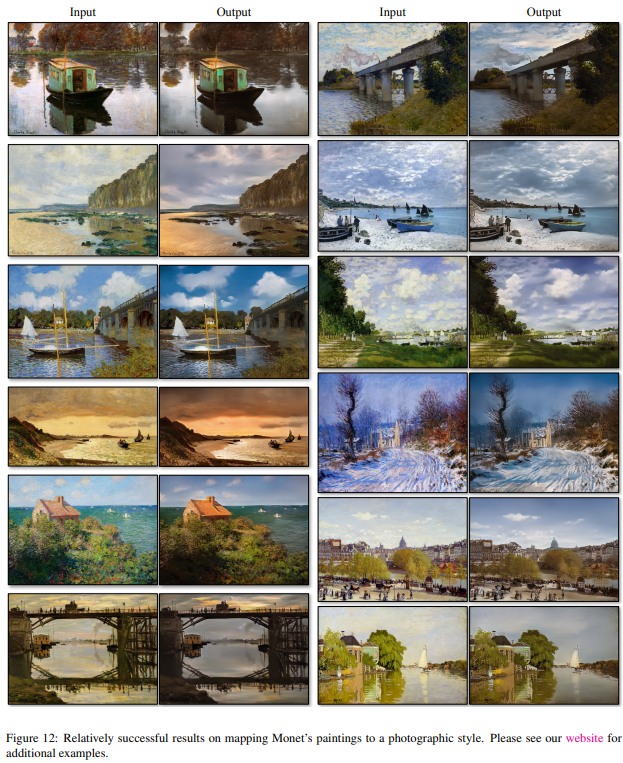 Input Output Input Output
Figure 12: Relatively successful results on mapping Monet's paintings to a photographic style. Please see our website for
additional examples.